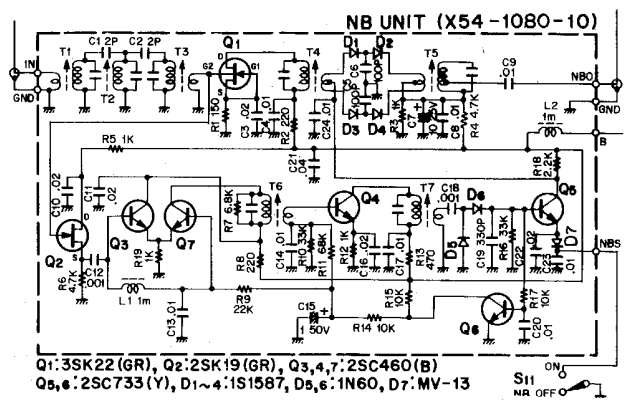 NB UNIT (X54-1080-10)
C1 2P C2 2P
T1 T2 T3 Q1 T4 D1 D2 T5 C9 .01
IN
GND
G2 D G1 S
C5 100P C6 100P
D3 D4
NBO
GND
R1 150 C3 .02 C4 .01 R2 220 C24 .01 R3 1K C7 C8 .01 R4 4.7K
L2 1m
B
R5 1K
C21 .04
R18 2.2K
C10 .02 C11 .02
R7 6.8K T6 Q4 T7 C18 .001 D6 Q5
D
Q2
S
Q3 Q7
C12 .001
R6 4.7K
R19 1K
R8 220
C14 .01 R10 33K R11 68K R12 1K C16 .02 C17 .01 R13 470
D5 C19 330P R16 33K C22 .02 C23 .01 D7
NBS
L1 1m
C13 .01
R9 22K
C15 1 50V
R14 10K
R15 10K
Q6
R17 10K
C20 .01
Q1:3SK22(GR), Q2:2SK19(GR), Q3,4,7:2SC460(B)
Q5,6:2SC733(Y), D1~4:1S1587, D5,6:1N60, D7:MV-13
ON
S11
NB OFF